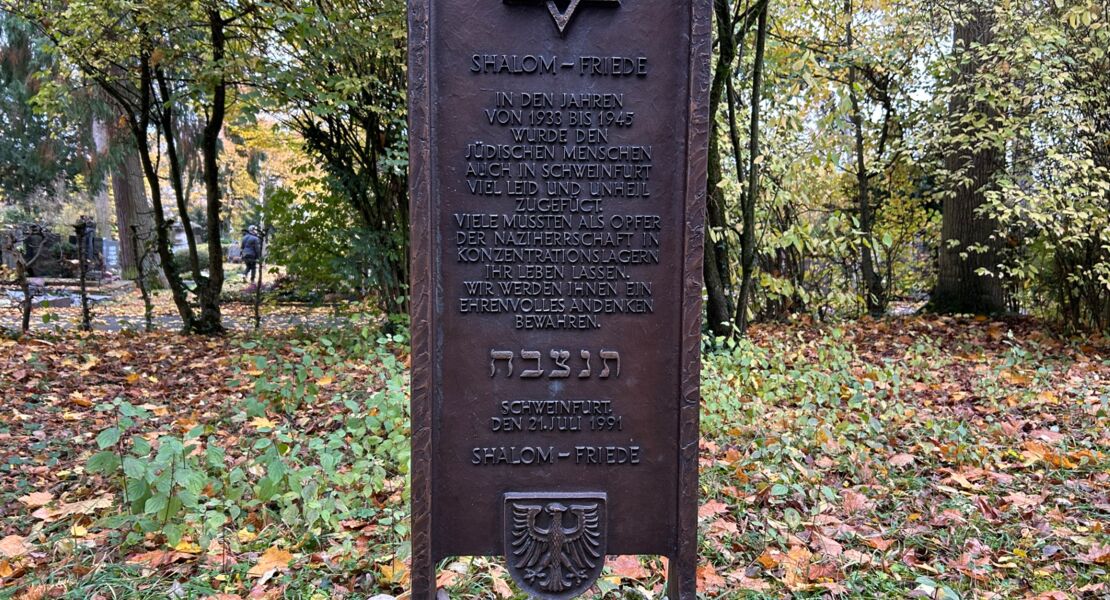 SHALOM – FRIEDE
IN DEN JAHREN
VON 1933 BIS 1945
WURDE DEN
JÜDISCHEN MENSCHEN
AUCH IN SCHWEINFURT
VIEL LEID UND UNHEIL
ZUGEFÜGT.
VIELE MUSSTEN ALS OPFER
DER NAZIHERRSCHAFT IN
KONZENTRATIONSLAGERN
IHR LEBEN LASSEN.
WIR WERDEN IHNEN EIN
EHRENVOLLES ANDENKEN
BEWAHREN.
תנצבה
SCHWEINFURT.
DEN 21. JULI 1991
SHALOM – FRIEDE